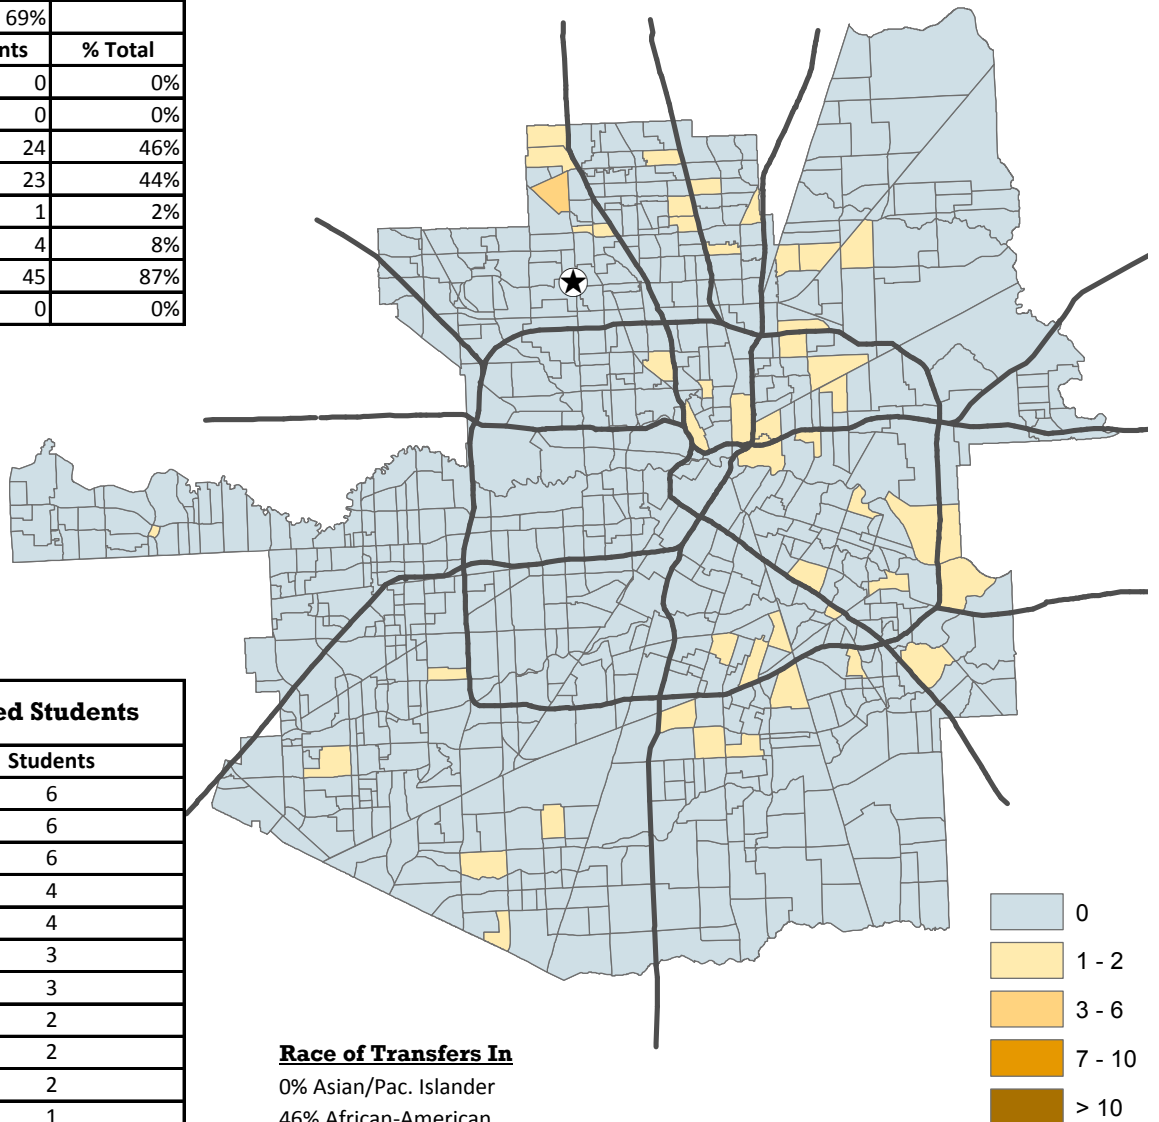 69%
nts % Total
0 0%
0 0%
24 46%
23 44%
1 2%
4 8%
45 87%
0 0%
ed Students
Students
6
6
6
4
4
3
3
2
2
2
1
Race of Transfers In
0% Asian/Pac. Islander
46% African-American
0
1 - 2
3 - 6
7 - 10
> 10